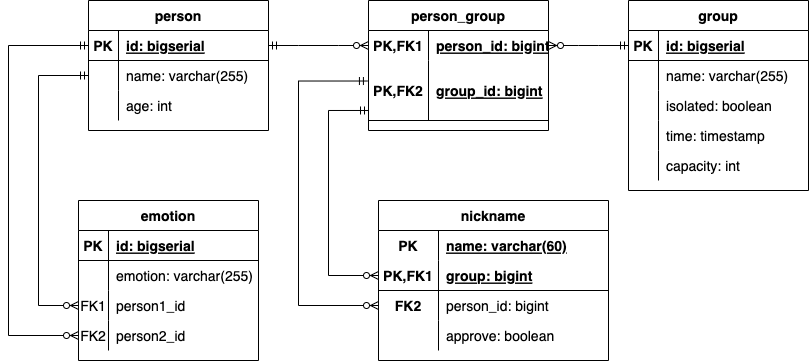 person
PK id: bigserial
name: varchar(255)
age: int
person_group
PK,FK1 person_id: bigint
PK,FK2 group_id: bigint
group
PK id: bigserial
name: varchar(255)
isolated: boolean
time: timestamp
capacity: int
emotion
PK id: bigserial
emotion: varchar(255)
FK1 person1_id
FK2 person2_id
nickname
PK name: varchar(60)
PK,FK1 group: bigint
FK2 person_id: bigint
approve: boolean